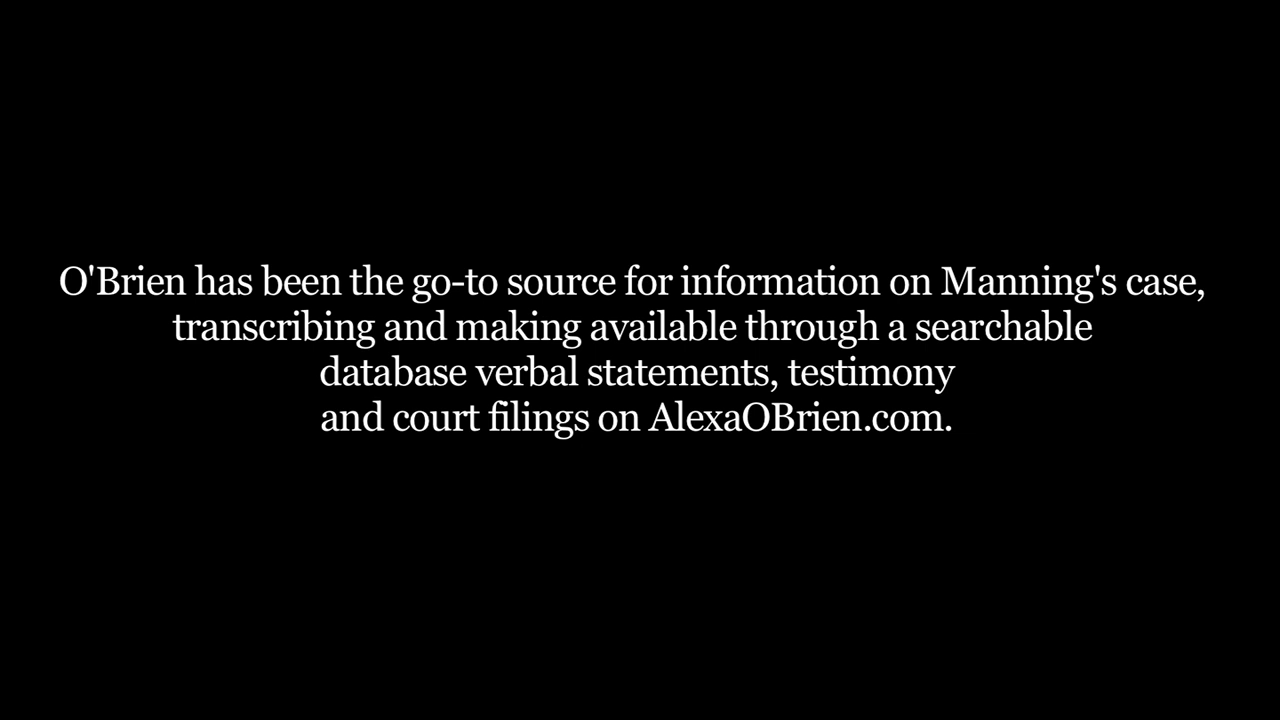 O'Brien has been the go-to source for information on Manning's case,
transcribing and making available through a searchable
database verbal statements, testimony
and court filings on AlexaOBrien.com.